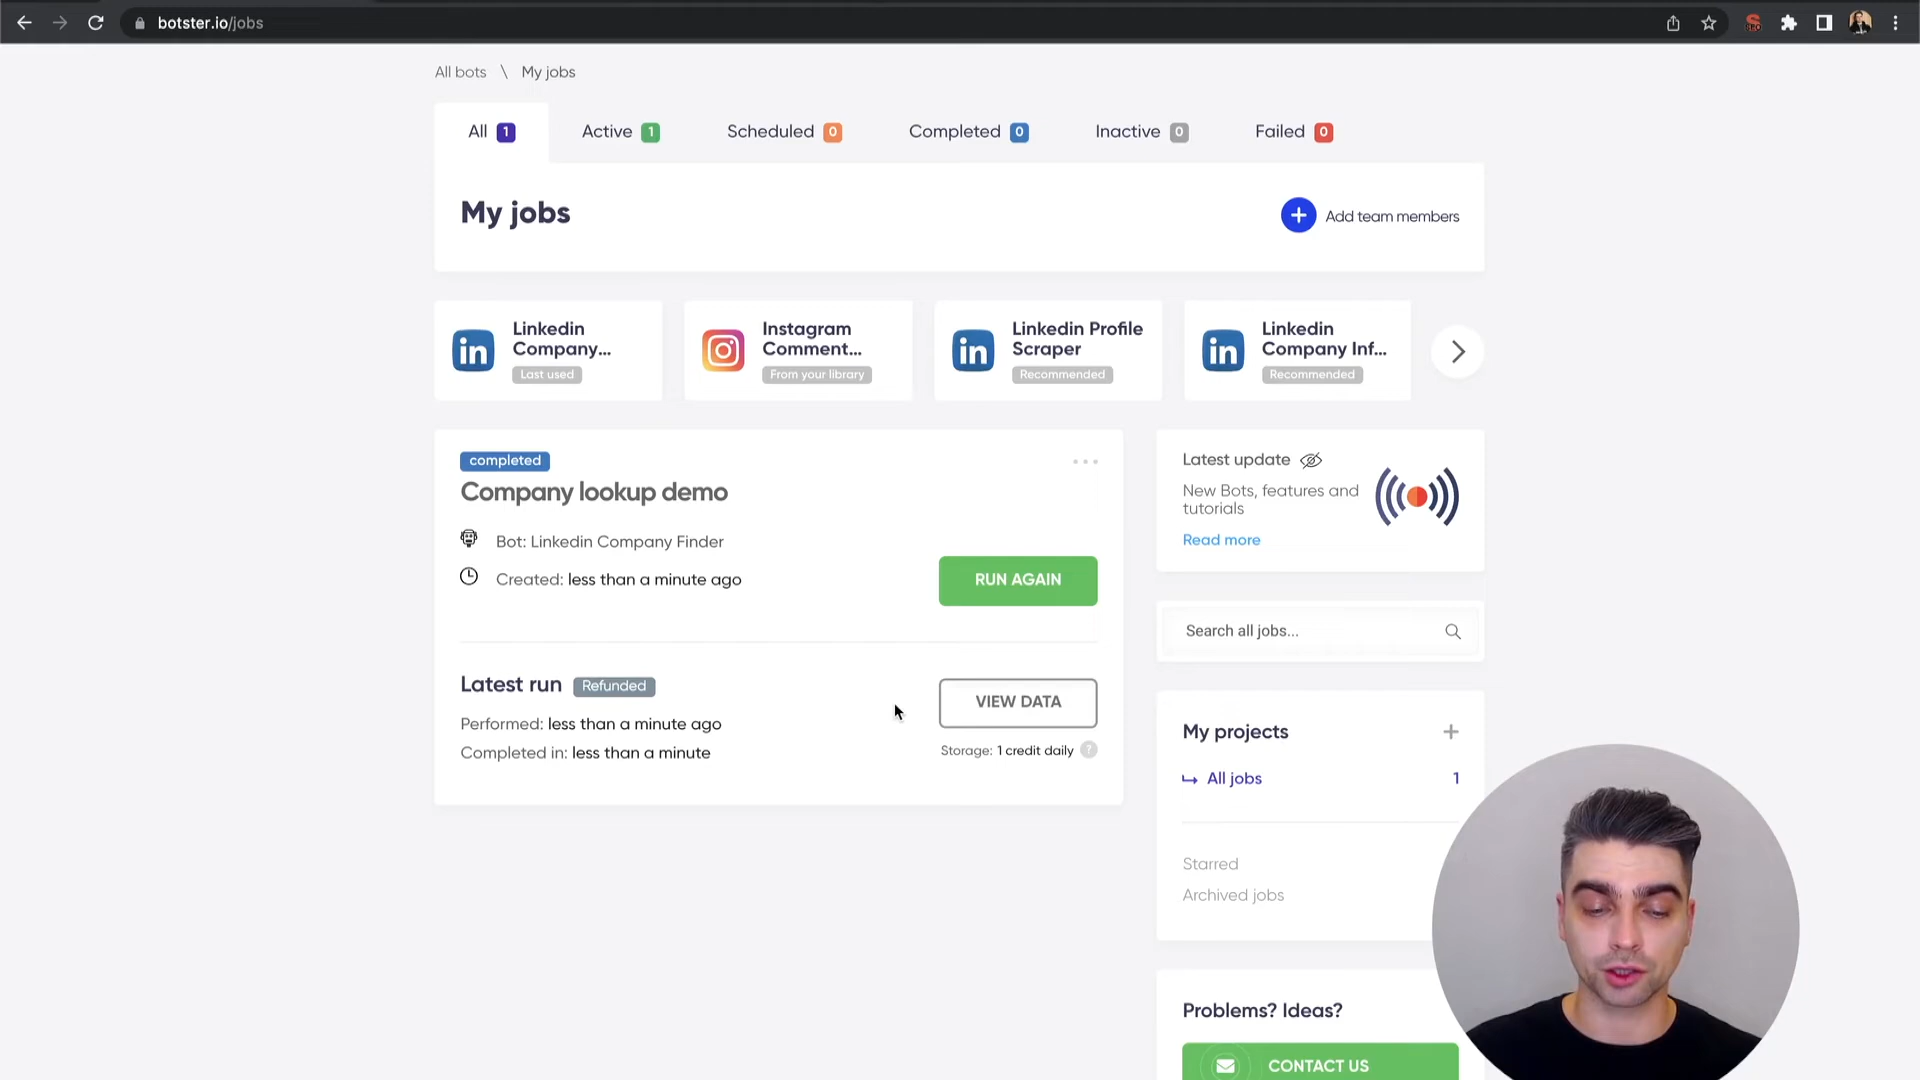 botster.io/jobs
All bots \ My jobs
All 1
Active 1
Scheduled 0
Completed 0
Inactive 0
Failed 0
My jobs
Add team members
Linkedin
Company...
Last used
Instagram
Comment...
From your library
Linkedin Profile
Scraper
Recommended
Linkedin
Company Inf...
Recommended
completed
Company lookup demo
Bot: Linkedin Company Finder
Created: less than a minute ago
RUN AGAIN
Latest run Refunded
Performed: less than a minute ago
Completed in: less than a minute
VIEW DATA
Storage: 1 credit daily ?
Latest update
New Bots, features and
tutorials
Read more
Search all jobs...
My projects
All jobs 1
Starred
Archived jobs
Problems? Ideas?
CONTACT US